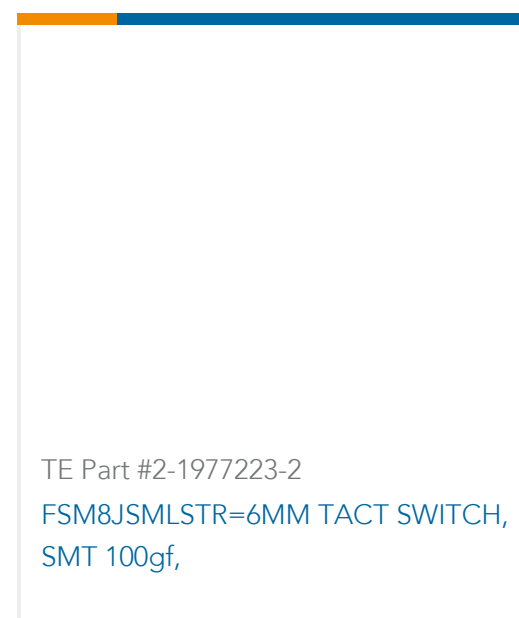 TE Part #2-1977223-2
FSM8JSMLSTR=6MM TACT SWITCH,
SMT 100gf,